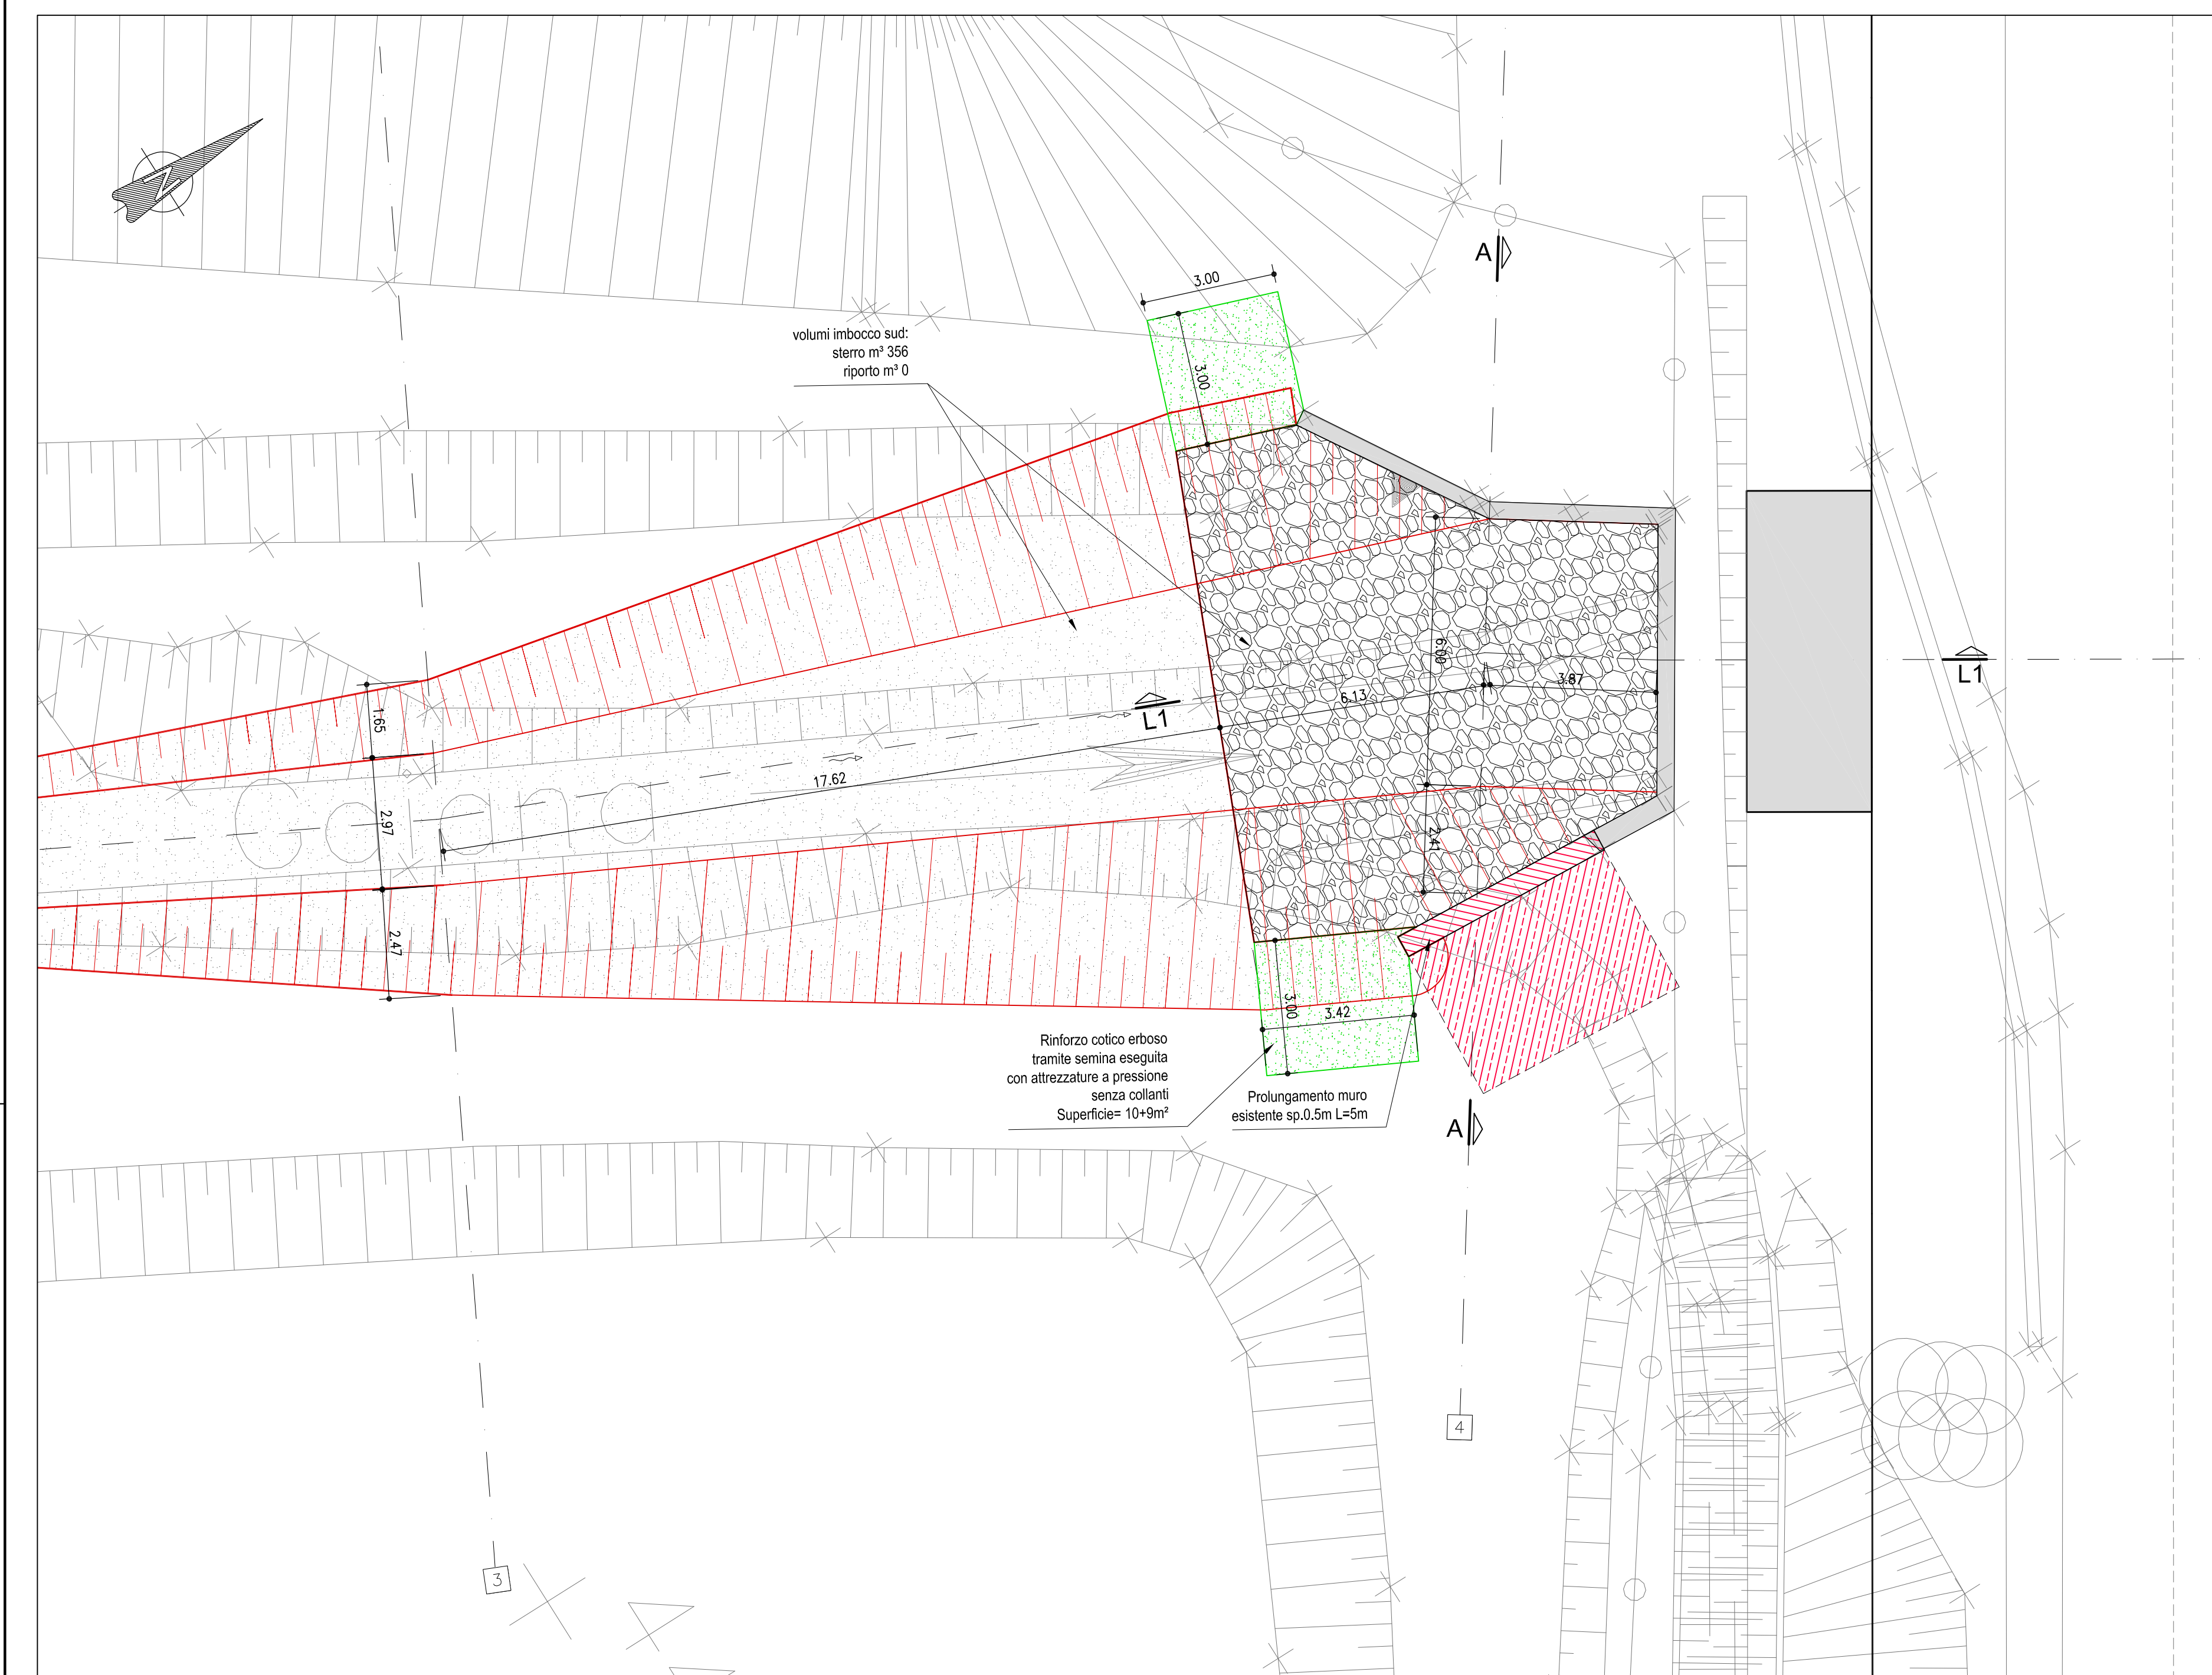 N
A
3.00
volumi imbocco sud:
sterro m³ 356
riporto m³ 0
3.00
6.00
3.87
6.13
L1
L1
1.65
17.62
2.97
2.41
2.47
3.00
3.42
Rinforzo cotico erboso
tramite semina eseguita
con attrezzature a pressione
senza collanti
Superficie= 10+9m²
Prolungamento muro
esistente sp.0.5m L=5m
A
4
3